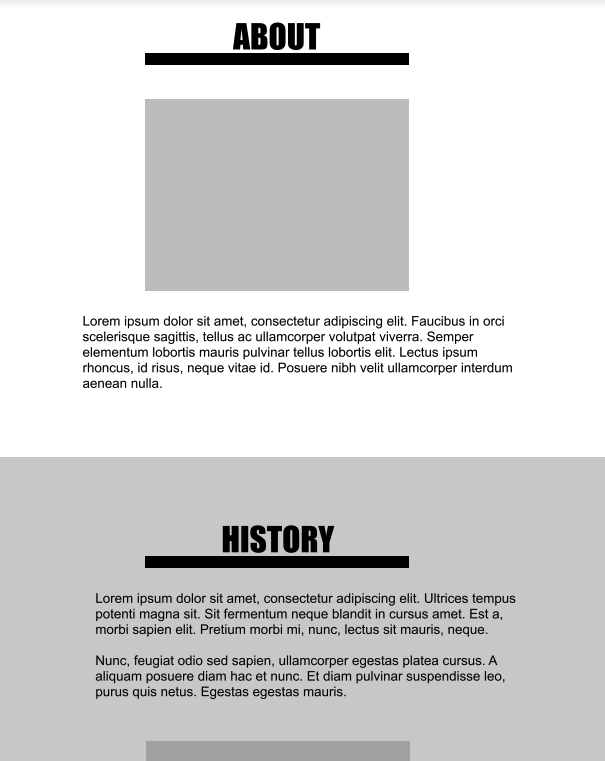 ABOUT
Lorem ipsum dolor sit amet, consectetur adipiscing elit. Faucibus in orci
scelerisque sagittis, tellus ac ullamcorper volutpat viverra. Semper
elementum lobortis mauris pulvinar tellus lobortis elit. Lectus ipsum
rhoncus, id risus, neque vitae id. Posuere nibh velit ullamcorper interdum
aenean nulla.
HISTORY
Lorem ipsum dolor sit amet, consectetur adipiscing elit. Ultrices tempus
potenti magna sit. Sit fermentum neque blandit in cursus amet. Est a,
morbi sapien elit. Pretium morbi mi, nunc, lectus sit mauris, neque.
Nunc, feugiat odio sed sapien, ullamcorper egestas platea cursus. A
aliquam posuere diam hac et nunc. Et diam pulvinar suspendisse leo,
purus quis netus. Egestas egestas mauris.